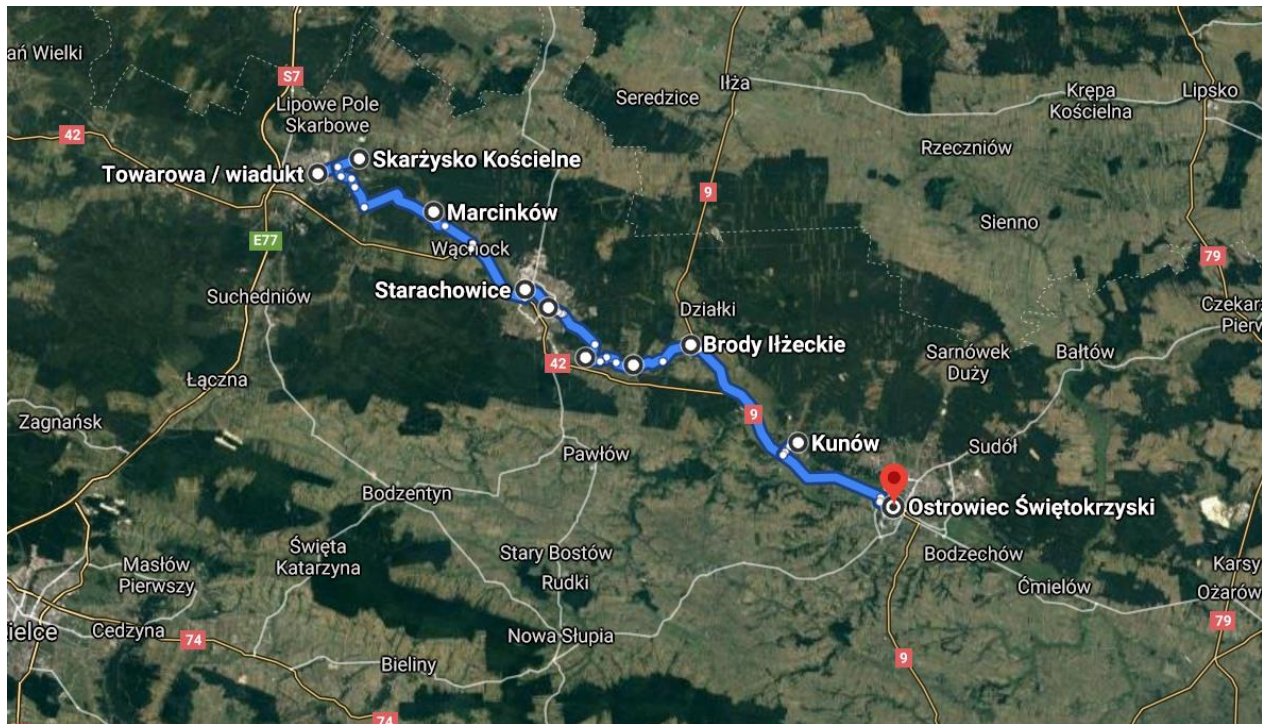 ań Wielki
S7
Iłża
Seredzice
Krępa
Kościelna
Lipsko
Lipowe Pole
Skarbowe
42
Skarżysko Kościelne
Towarowa / wiadukt
Rzeczniów
9
Marcinków
Sienno
E77
Wąchock
79
Suchedniów
Starachowice
Działki
Czekarz
Pierw
Brody Iłżeckie
42
Sarnówek
Duży
Bałtów
Łączna
9
Zagnańsk
Kunów
Sudół
Pawłów
Bodzentyn
Ostrowiec Świętokrzyski
Święta
Katarzyna
Stary Bostów
Bodzechów
Masłów
Pierwszy
Rudki
Ćmielów
Karsy
Ożarów
ielce
Cedzyna
74
Nowa Słupia
79
Bieliny
9
74